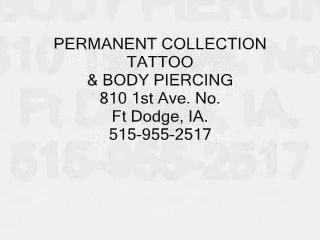 PERMANENT COLLECTION
TATTOO
& BODY PIERCING
810 1st Ave. No.
Ft Dodge, IA.
515-955-2517